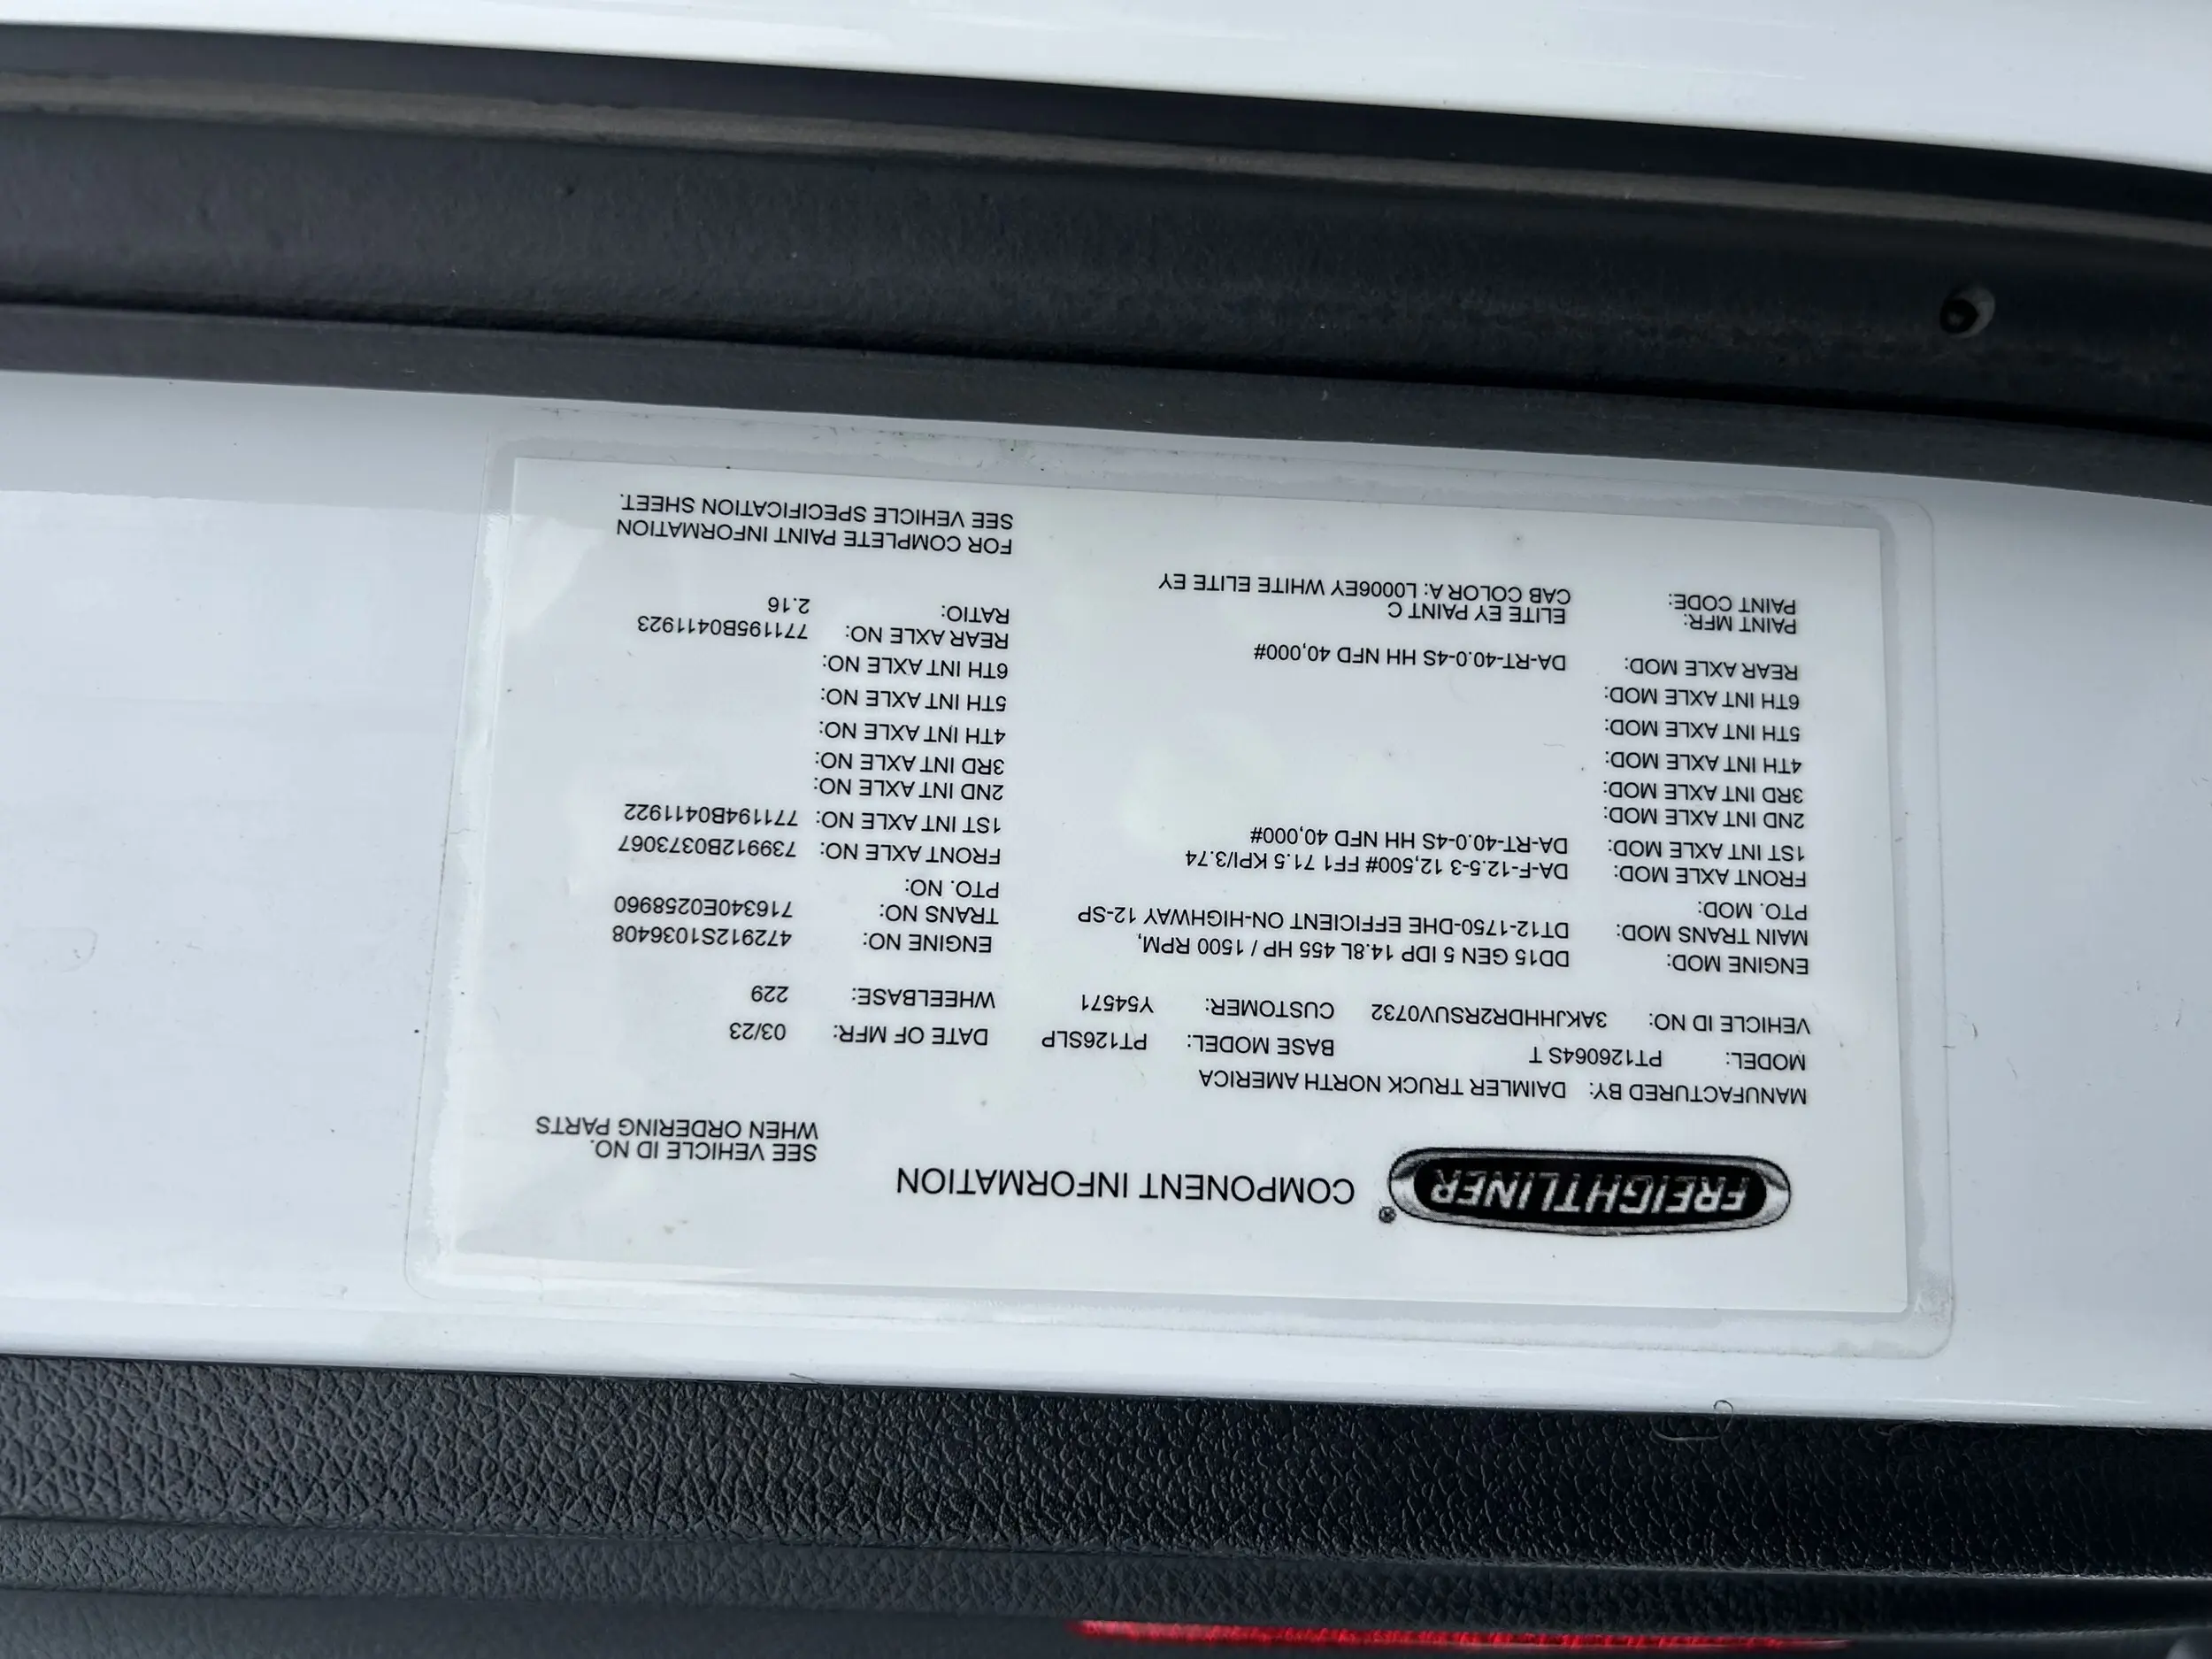 FREIGHTLINER® COMPONENT INFORMATION
SEE VEHICLE ID NO.
WHEN ORDERING PARTS
MANUFACTURED BY: DAIMLER TRUCK NORTH AMERICA
MODEL: PT126064S T BASE MODEL: PT126SLP DATE OF MFR: 03/23
VEHICLE ID NO: 3AKJHHDR2RSUV0732 CUSTOMER: Y54571 WHEELBASE: 229
ENGINE MOD: DD15 GEN 5 IDP 14.8L 455 HP / 1500 RPM, ENGINE NO: 472912S1036408
MAIN TRANS MOD: DT12-1750-DHE EFFICIENT ON-HIGHWAY 12-SP TRANS NO: 716340E0258960
PTO. MOD: PTO. NO:
FRONT AXLE MOD: DA-F-12.5-3 12,500# FF1 71.5 KPI/3.74 FRONT AXLE NO: 739912B0373067
1ST INT AXLE MOD: DA-RT-40.0-4S HH NFD 40,000# 1ST INT AXLE NO: 771194B0411922
2ND INT AXLE MOD: 2ND INT AXLE NO:
3RD INT AXLE MOD: 3RD INT AXLE NO:
4TH INT AXLE MOD: 4TH INT AXLE NO:
5TH INT AXLE MOD: 5TH INT AXLE NO:
6TH INT AXLE MOD: 6TH INT AXLE NO:
REAR AXLE MOD: DA-RT-40.0-4S HH NFD 40,000# REAR AXLE NO: 771195B0411923
RATIO: 2.16
PAINT MFR: ELITE EY PAINT C
PAINT CODE: CAB COLOR A: L0006EY WHITE ELITE EY
FOR COMPLETE PAINT INFORMATION
SEE VEHICLE SPECIFICATION SHEET.